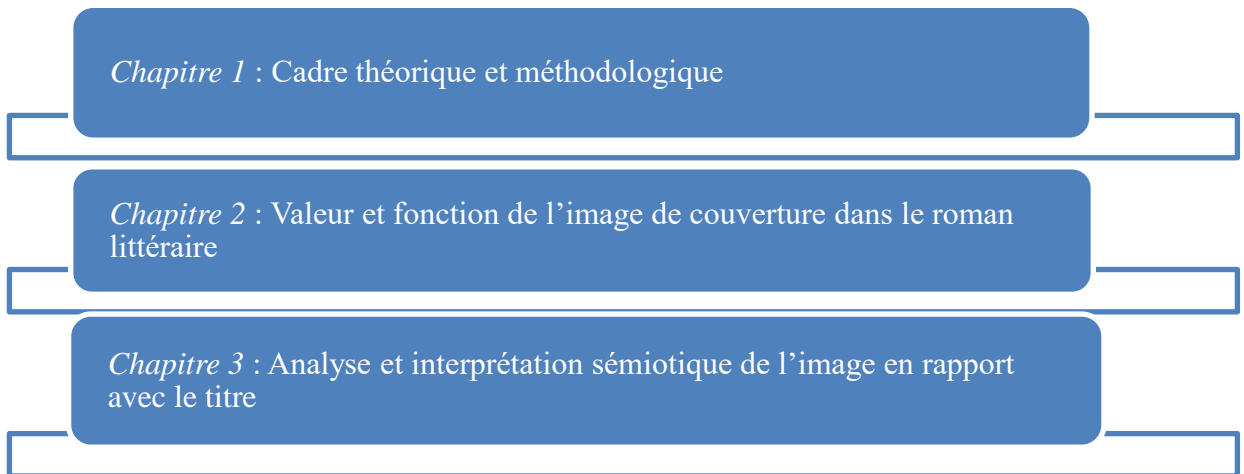 Chapitre 1 : Cadre théorique et méthodologique
Chapitre 2 : Valeur et fonction de l’image de couverture dans le roman
littéraire
Chapitre 3 : Analyse et interprétation sémiotique de l’image en rapport
avec le titre